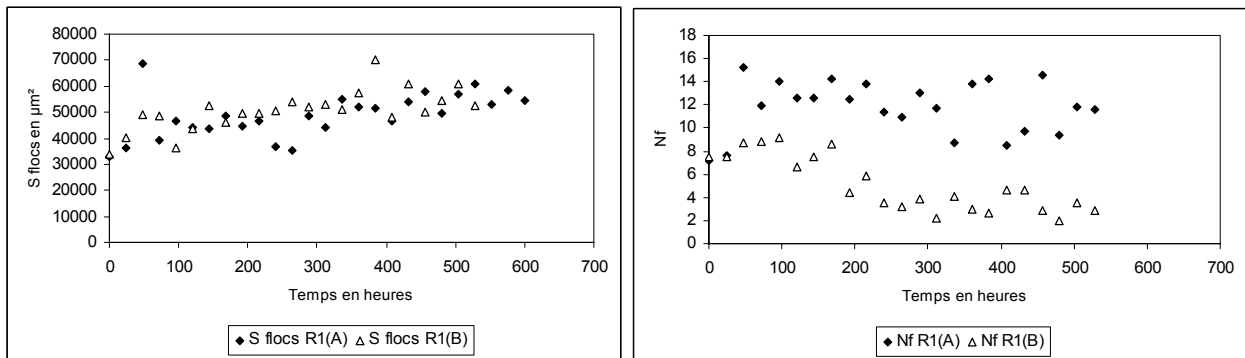 S flocs en µm²
80000
70000
60000
50000
40000
30000
20000
10000
0
0 100 200 300 400 500 600 700
Temps en heures
S flocs R1(A) S flocs R1(B)
Nf
18
16
14
12
10
8
6
4
2
0
0 100 200 300 400 500 600 700
Temps en heures
Nf R1(A) Nf R1(B)